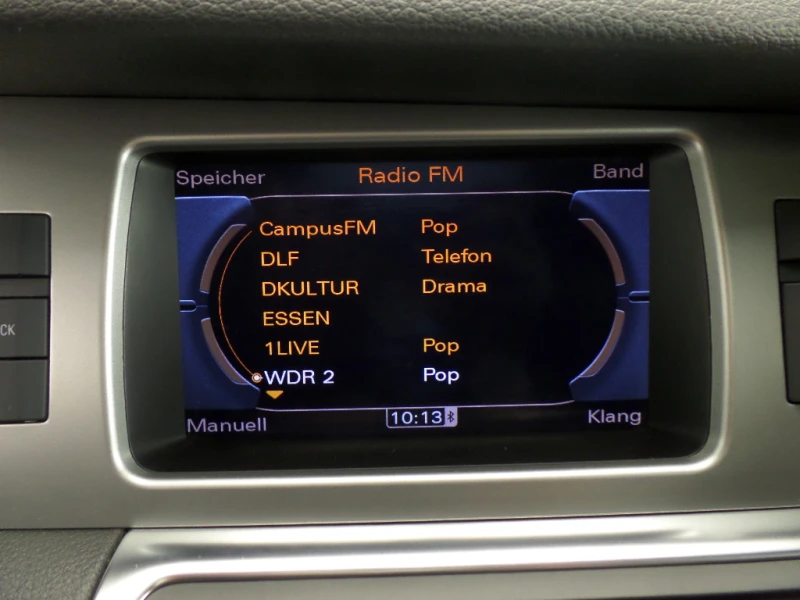 Speicher Radio FM Band
CampusFM Pop
DLF Telefon
DKULTUR Drama
ESSEN
1LIVE Pop
WDR 2 Pop
Manuell 10:13 Klang
CK